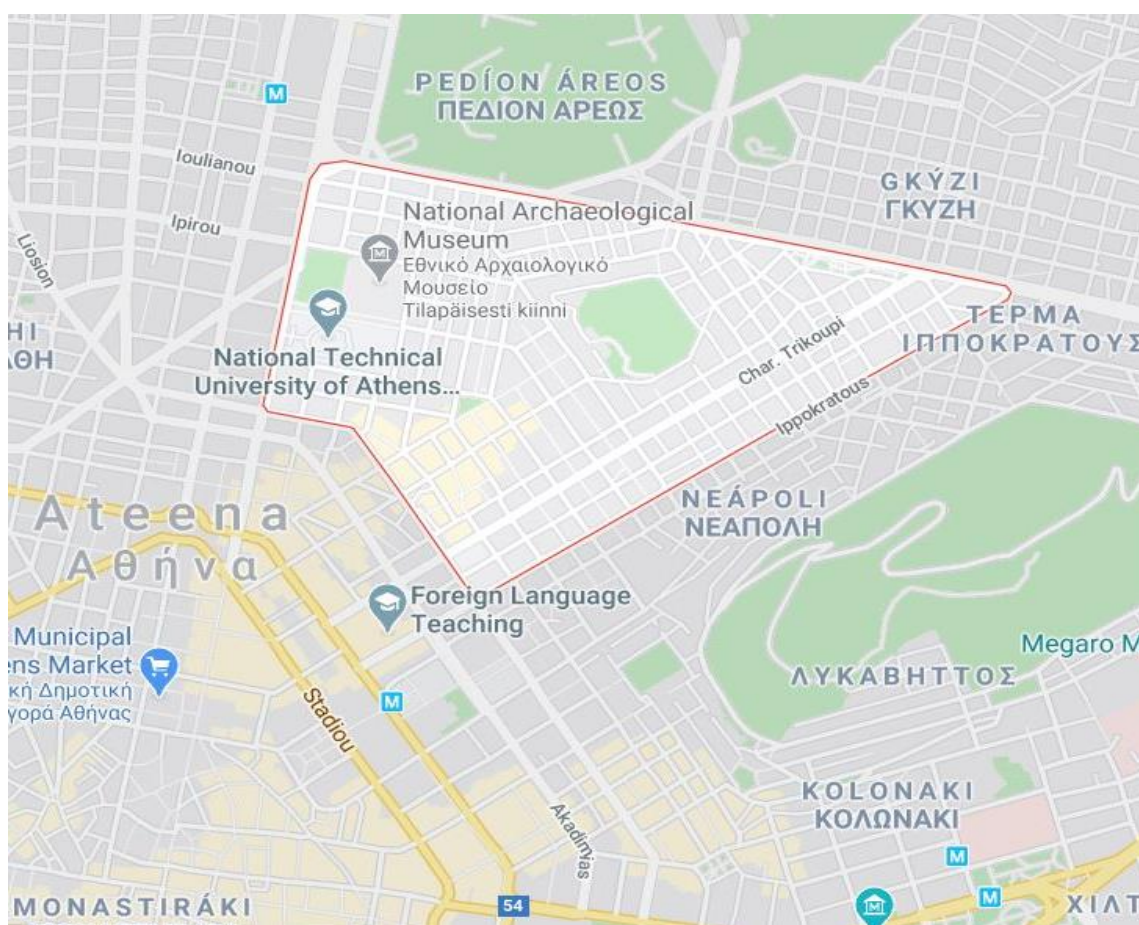 PEDÍON ÁREOS
ΠΕΔΙΟΝ ΑΡΕΩΣ
M
Ioulianou
GKÝZI
ΓΚΥΖΗ
Ipirou
National Archaeological
Museum
Εθνικό Αρχαιολογικό
Μουσείο
Tilapäisesti kiinni
Liosion
ΤΕΡΜΑ
ΙΠΠΟΚΡΑΤΟΥΣ
HI
ΘΗ
National Technical
University of Athens...
Char. Trikoupi
Ippokratous
NEÁPOLI
ΝΕΑΠΟΛΗ
Ateena
Αθήνα
Foreign Language
Teaching
Municipal
ens Market
κή Δημοτική
γορά Αθήνας
Megaro M
ΛΥΚΑΒΗΤΤΟΣ
M
Stadiou
KOLONAKI
ΚΟΛΩΝΑΚΙ
Akadimias
M
M
54
MONASTIRÁKI
ΧΙΛΤ